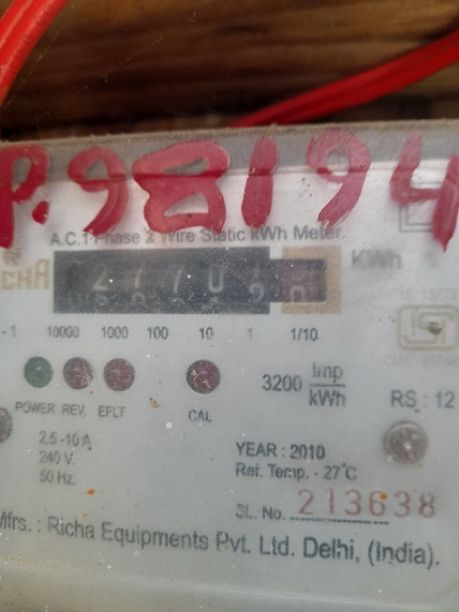 P.98194
A.C.1 Phase 2 Wire Static kWh Meter
KWh
2770
10000 1000 100 10 1 1/10
3200 Imp/kWh
POWER REV. EFLT CAL
RS : 12
2.5 -10 A
240 V.
50 Hz.
YEAR : 2010
Ref. Temp. - 27°C
SL. No. 213638
Mfrs. : Richa Equipments Pvt. Ltd. Delhi, (India).